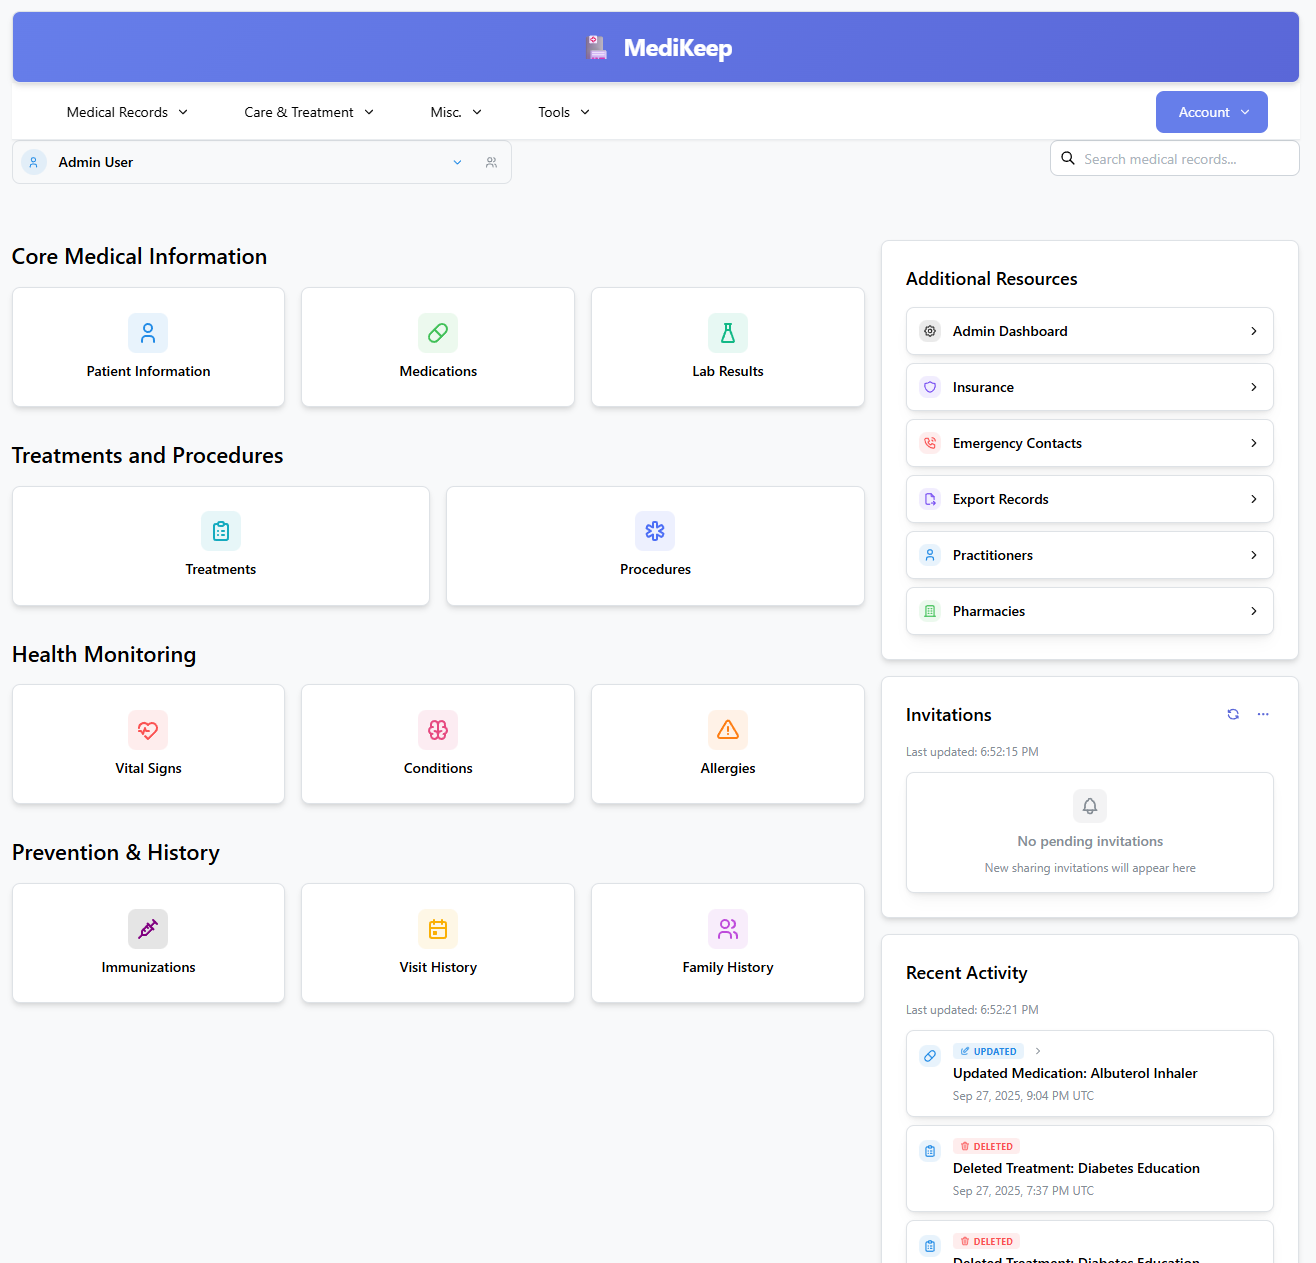 MediKeep
Medical Records
Care & Treatment
Misc.
Tools
Account
Admin User
Search medical records...
Core Medical Information
Patient Information
Medications
Lab Results
Treatments and Procedures
Treatments
Procedures
Health Monitoring
Vital Signs
Conditions
Allergies
Prevention & History
Immunizations
Visit History
Family History
Additional Resources
Admin Dashboard
Insurance
Emergency Contacts
Export Records
Practitioners
Pharmacies
Invitations
Last updated: 6:52:15 PM
No pending invitations
New sharing invitations will appear here
Recent Activity
Last updated: 6:52:21 PM
UPDATED
Updated Medication: Albuterol Inhaler
Sep 27, 2025, 9:04 PM UTC
DELETED
Deleted Treatment: Diabetes Education
Sep 27, 2025, 7:37 PM UTC
DELETED
Deleted Treatment: Diabetes Education